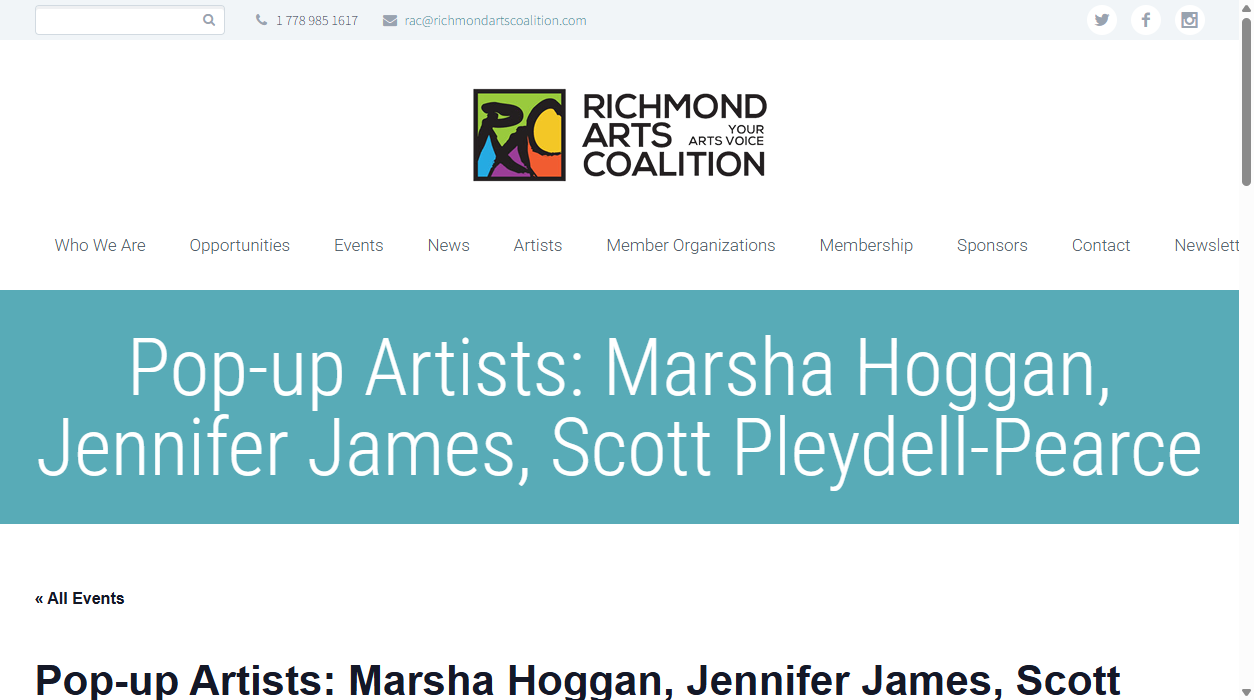 1 778 985 1617 rac@richmondartscoalition.com
RICHMOND
ARTS YOUR
ARTS VOICE
COALITION
Who We Are Opportunities Events News Artists Member Organizations Membership Sponsors Contact Newslett
Pop-up Artists: Marsha Hoggan,
Jennifer James, Scott Pleydell-Pearce
« All Events
Pop-up Artists: Marsha Hoggan, Jennifer James, Scott